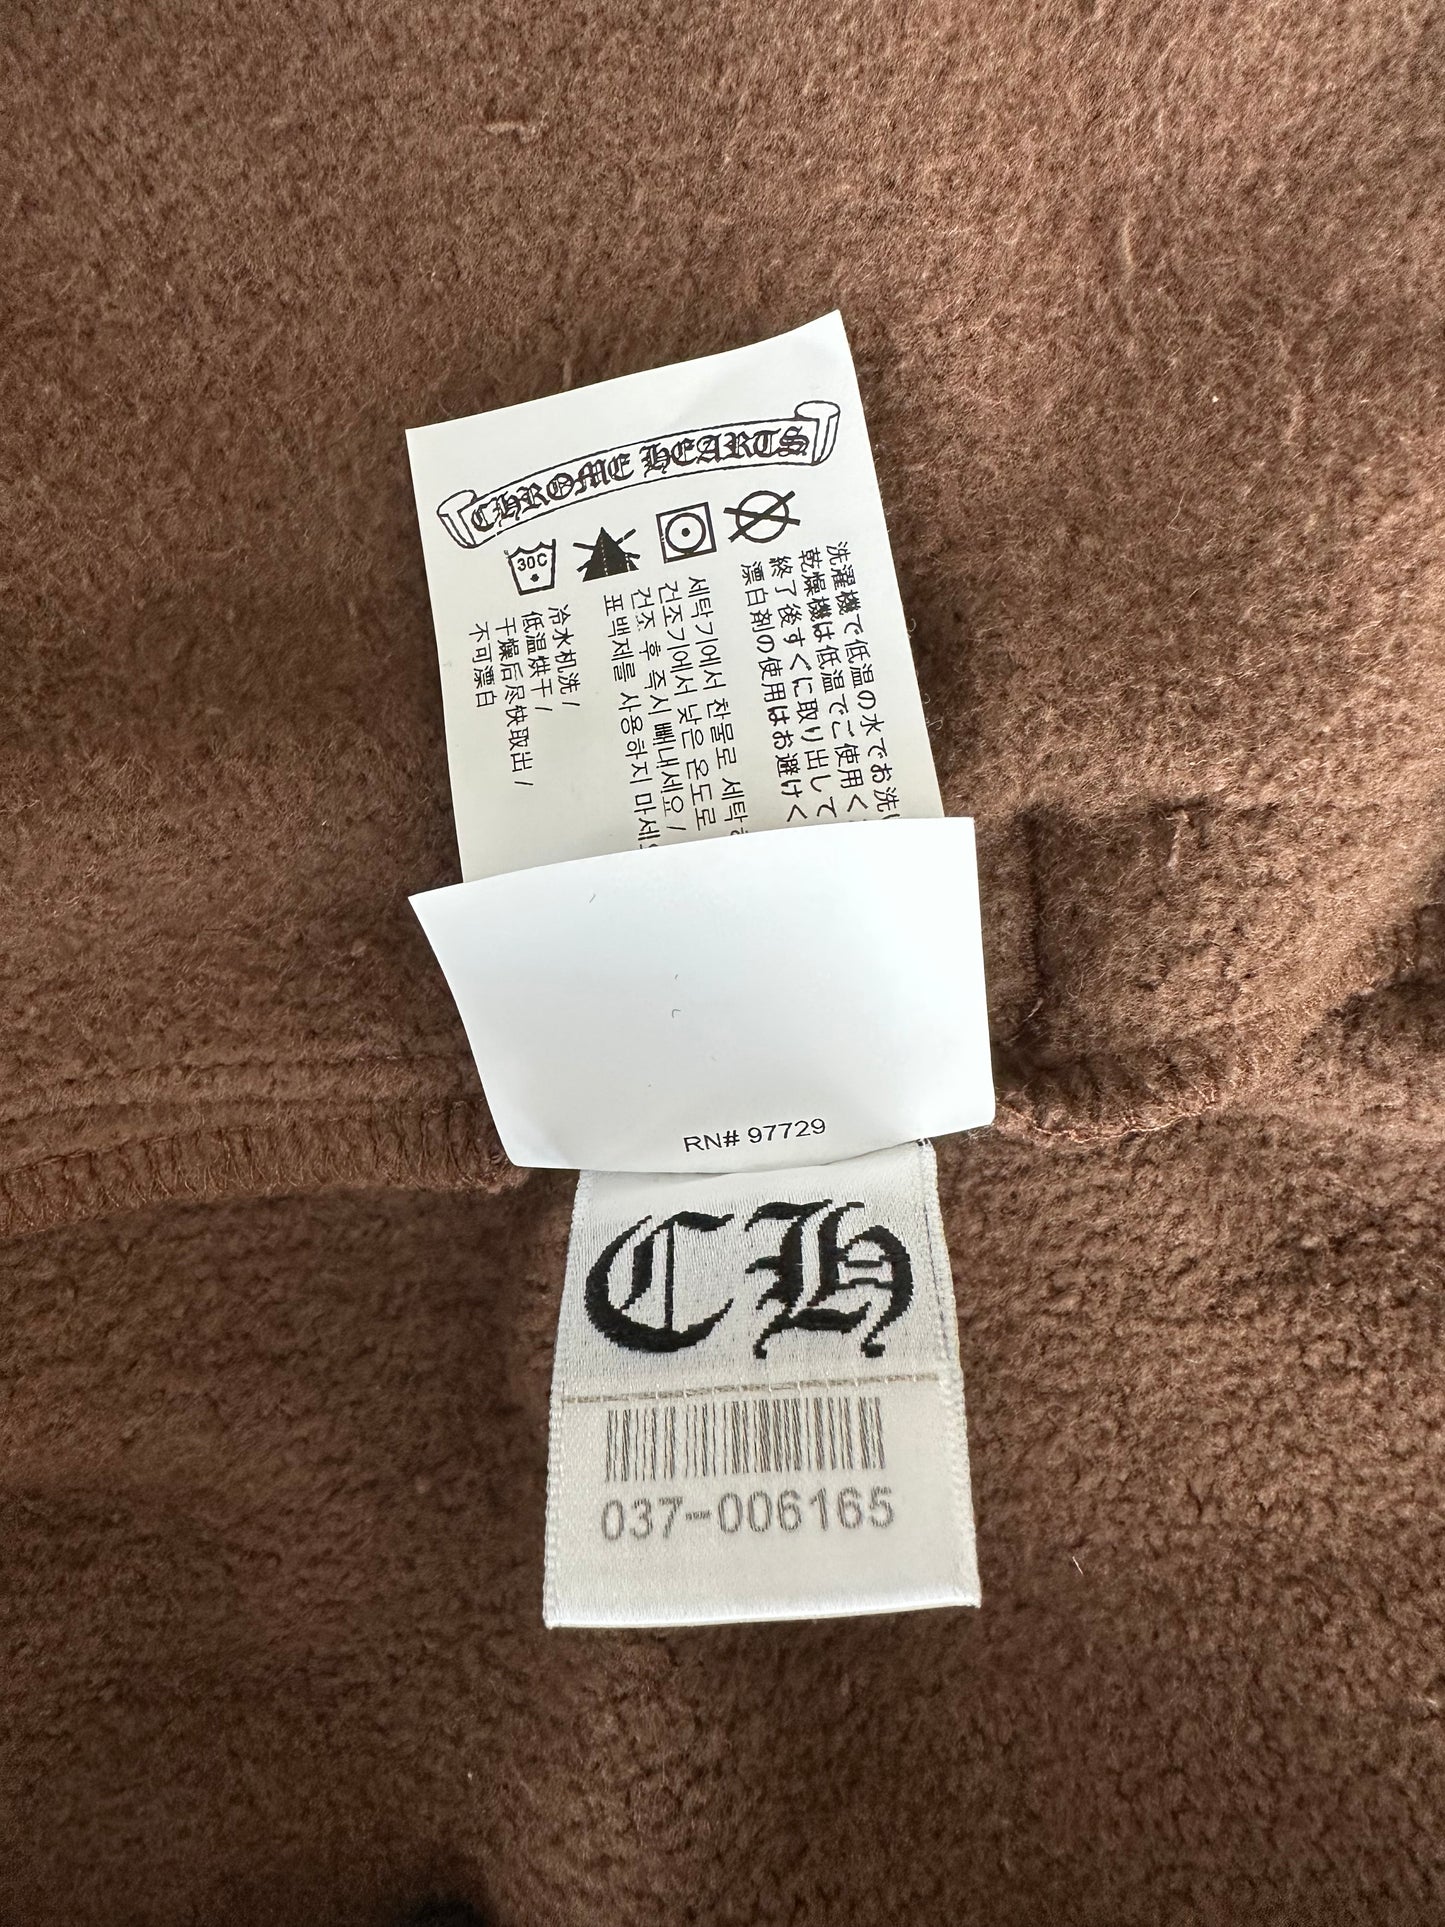 CHROME HEARTS
30C
洗濯機で低温の水でお洗い
乾燥機は低温でご使用く
終了後すぐに取り出して
漂白剤の使用はお避けく
세탁기에서 찬물로 세탁
건조기에서 낮은 온도로
건조 후 즉시 빼내세요 /
표백제를 사용하지 마세요
冷水机洗 /
低温烘干 /
干燥后尽快取出 /
不可漂白
RN# 97729
CH
037-006165